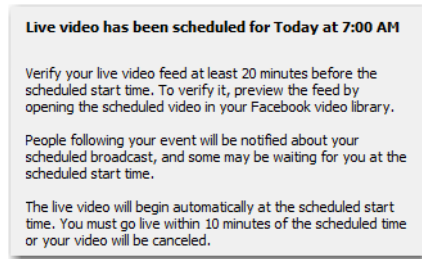 Live video has been scheduled for Today at 7:00 AM
Verify your live video feed at least 20 minutes before the
scheduled start time. To verify it, preview the feed by
opening the scheduled video in your Facebook video library.
People following your event will be notified about your
scheduled broadcast, and some may be waiting for you at the
scheduled start time.
The live video will begin automatically at the scheduled start
time. You must go live within 10 minutes of the scheduled time
or your video will be canceled.